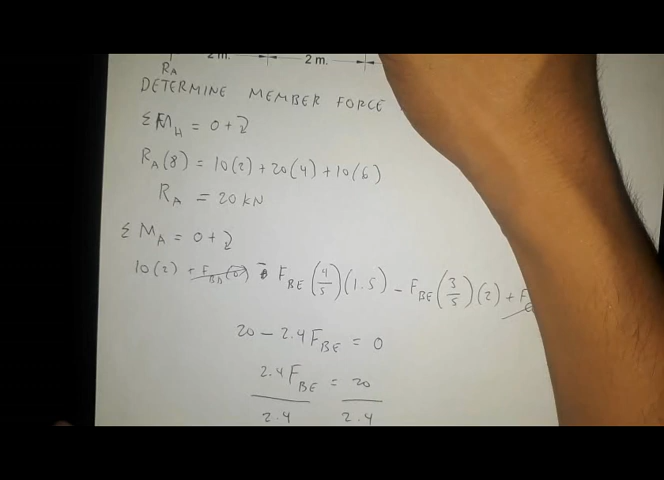 2 m.
2 m.
R_A
DETERMINE MEMBER FORCE
ΣM_H = 0 +⤵
R_A(8) = 10(2) + 20(4) + 10(6)
R_A = 20 kN
ΣM_A = 0 +⤵
10(2) - F_BE(4/5)(1.5) - F_BE(3/5)(2) + F
20 - 2.4F_BE = 0
2.4F_BE = 20
2.4 2.4